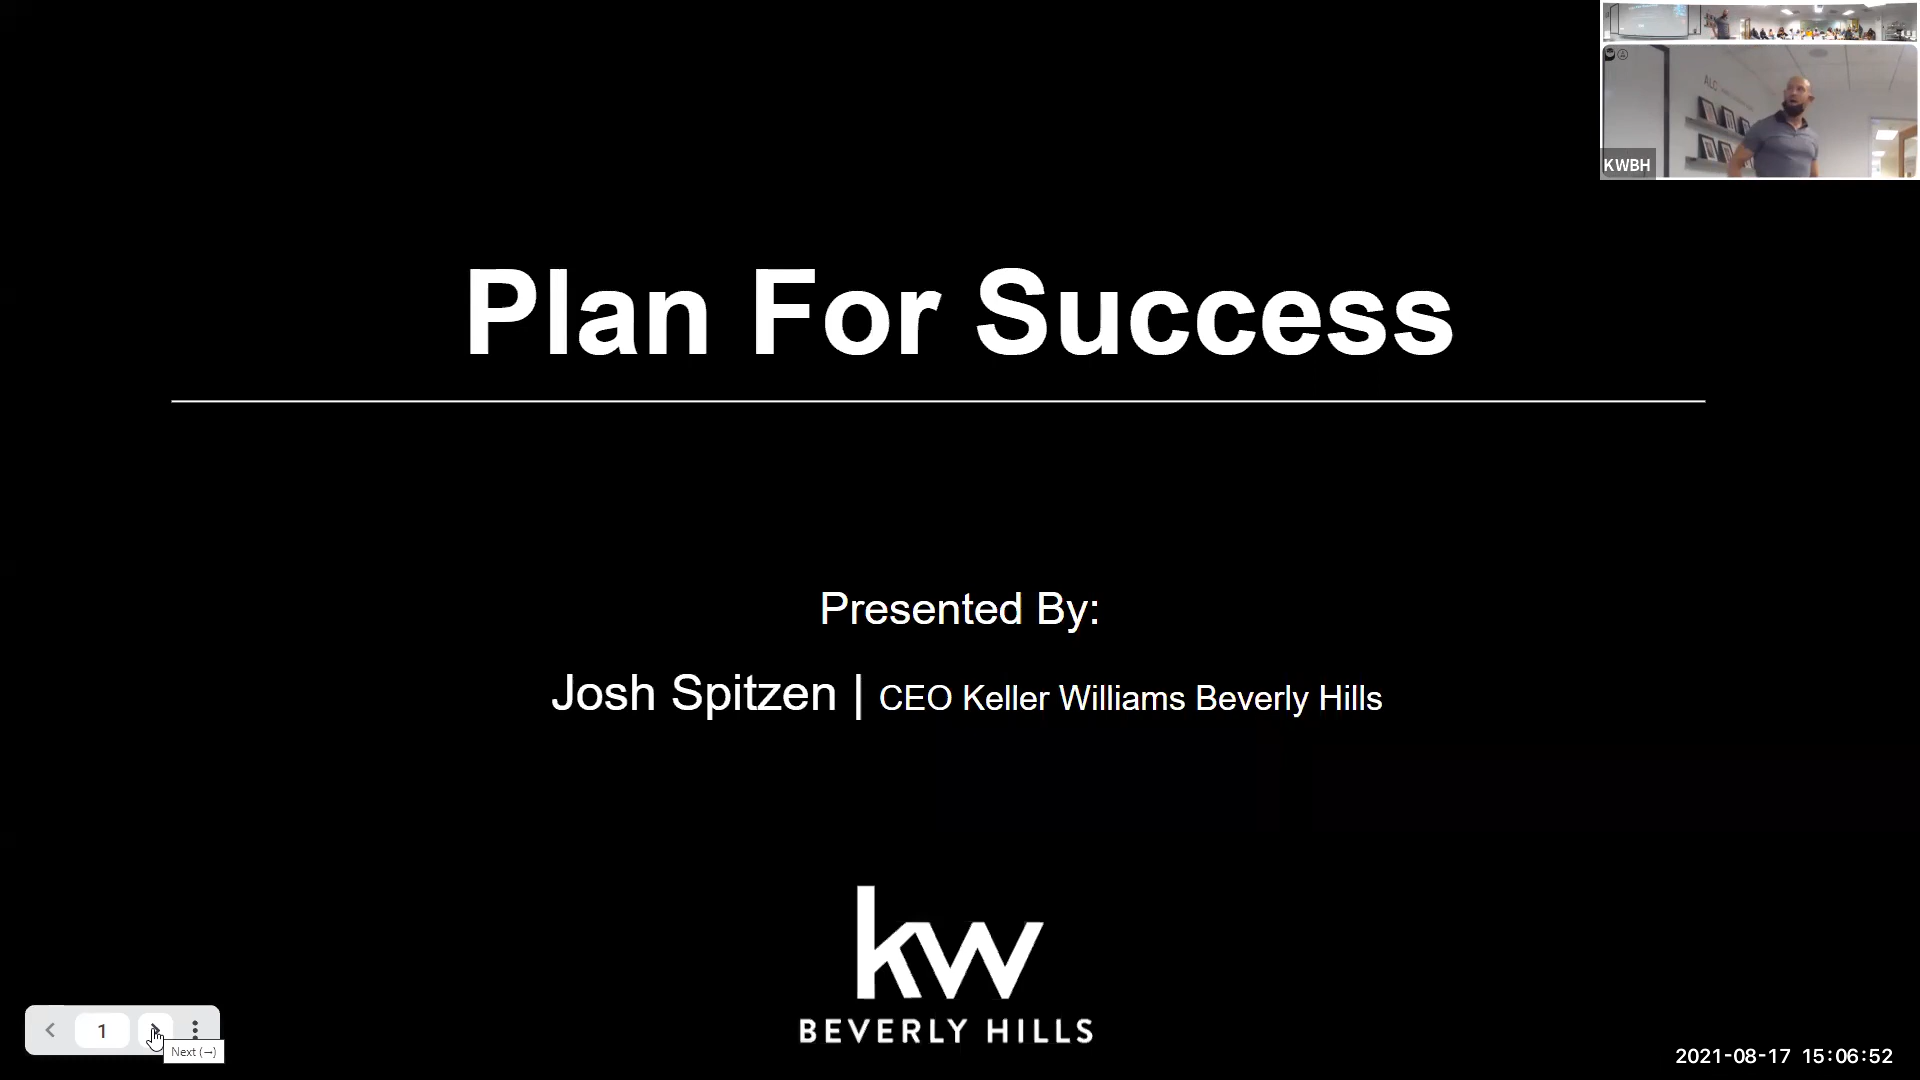 ALC
KWBH
Plan For Success
Presented By:
Josh Spitzen | CEO Keller Williams Beverly Hills
kw
BEVERLY HILLS
1
Next (→)
2021-08-17 15:06:52